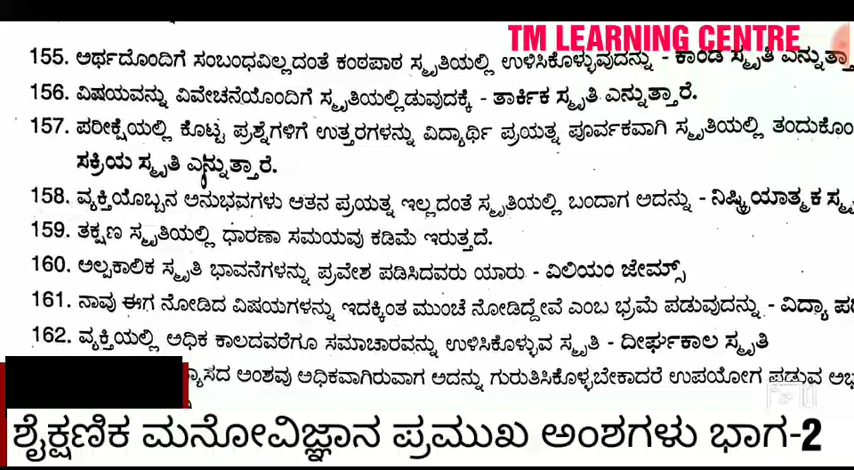 TM LEARNING CENTRE
155. ಅರ್ಥದೊಂದಿಗೆ ಸಂಬಂಧವಿಲ್ಲದಂತೆ ಕಂಠಪಾಠ ಸ್ಮೃತಿಯಲ್ಲಿ ಉಳಿಸಿಕೊಳ್ಳುವುದನ್ನು - ಕಾಂಡ ಸ್ಮೃತಿ ಎನ್ನುತ್ತಾ
156. ವಿಷಯವನ್ನು ವಿವೇಚನೆಯೊಂದಿಗೆ ಸ್ಮೃತಿಯಲ್ಲಿಡುವುದಕ್ಕೆ - ತಾರ್ಕಿಕ ಸ್ಮೃತಿ ಎನ್ನುತ್ತಾರೆ.
157. ಪರೀಕ್ಷೆಯಲ್ಲಿ ಕೊಟ್ಟ ಪ್ರಶ್ನೆಗಳಿಗೆ ಉತ್ತರಗಳನ್ನು ವಿದ್ಯಾರ್ಥಿ ಪ್ರಯತ್ನ ಪೂರ್ವಕವಾಗಿ ಸ್ಮೃತಿಯಲ್ಲಿ ತಂದುಕೊಂ
ಸಕ್ರಿಯ ಸ್ಮೃತಿ ಎನ್ನುತ್ತಾರೆ.
158. ವ್ಯಕ್ತಿಯೊಬ್ಬನ ಅನುಭವಗಳು ಆತನ ಪ್ರಯತ್ನ ಇಲ್ಲದಂತೆ ಸ್ಮೃತಿಯಲ್ಲಿ ಬಂದಾಗ ಅದನ್ನು - ನಿಷ್ಕ್ರಿಯಾತ್ಮಕ
159. ತಕ್ಷಣ ಸ್ಮೃತಿಯಲ್ಲಿ ಧಾರಣಾ ಸಮಯವು ಕಡಿಮೆ ಇರುತ್ತದೆ.
160. ಅಲ್ಪಕಾಲಿಕ ಸ್ಮೃತಿ ಭಾವನೆಗಳನ್ನು ಪ್ರವೇಶ ಪಡಿಸಿದವರು ಯಾರು - ವಿಲಿಯಂ ಜೇಮ್ಸ್
161. ನಾವು ಈಗ ನೋಡಿದ ವಿಷಯಗಳನ್ನು ಇದಕ್ಕಿಂತ ಮುಂಚೆ ನೋಡಿದ್ದೇವೆ ಎಂಬ ಭ್ರಮೆ ಪಡುವುದನ್ನು - ವಿದ್ಯಾ
162. ವ್ಯಕ್ತಿಯಲ್ಲಿ ಅಧಿಕ ಕಾಲದವರೆಗೂ ಸಮಾಚಾರವನ್ನು ಉಳಿಸಿಕೊಳ್ಳುವ ಸ್ಮೃತಿ - ದೀರ್ಘಕಾಲ ಸ್ಮೃತಿ
ಅಂಶವು ಅಧಿಕವಾಗಿರುವಾಗ ಅದನ್ನು ಗುರುತಿಸಿಕೊಳ್ಳಬೇಕಾದರೆ ಉಪಯೋಗ ಪಡುವ
ಶೈಕ್ಷಣಿಕ ಮನೋವಿಜ್ಞಾನ ಪ್ರಮುಖ ಅಂಶಗಳು ಭಾಗ-2